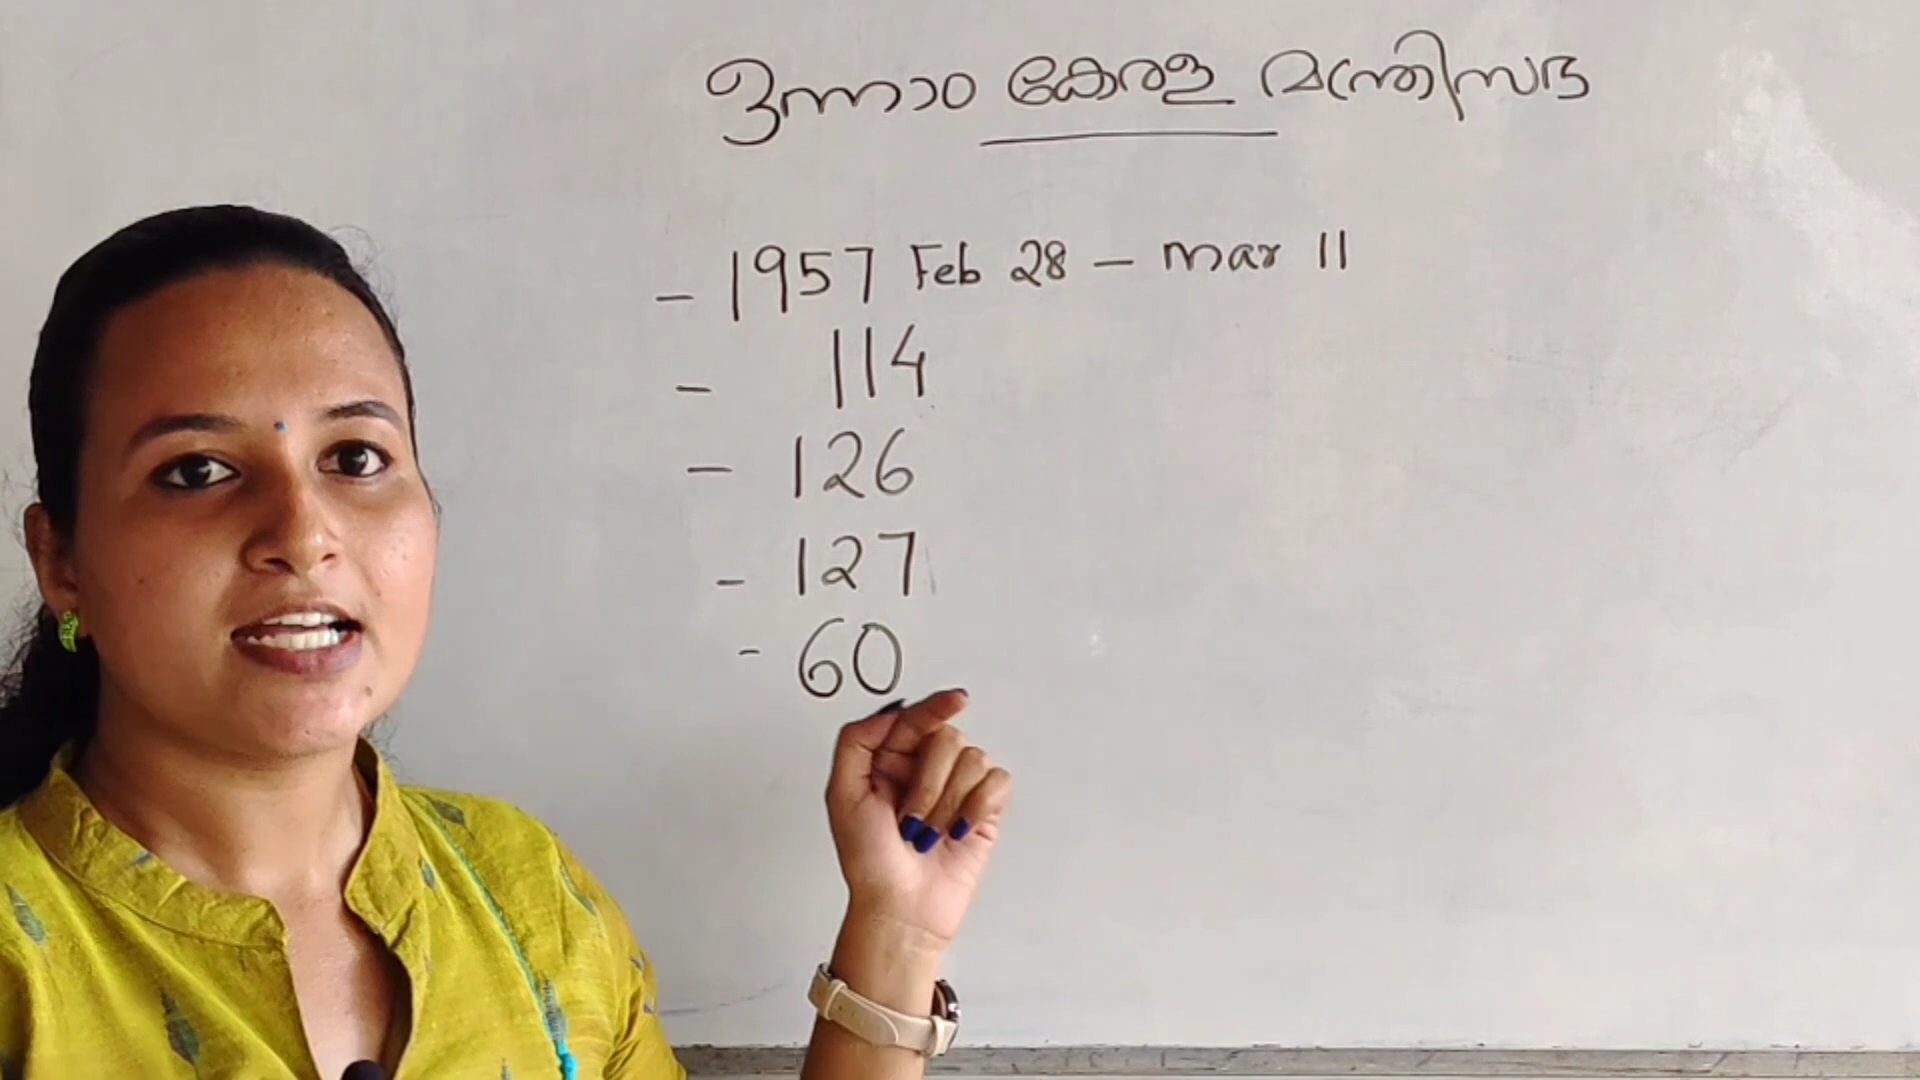 ഒന്നാം കേരള മന്ത്രിസഭ
- 1957 Feb 28 - mar 11
- 114
- 126
- 127
- 60